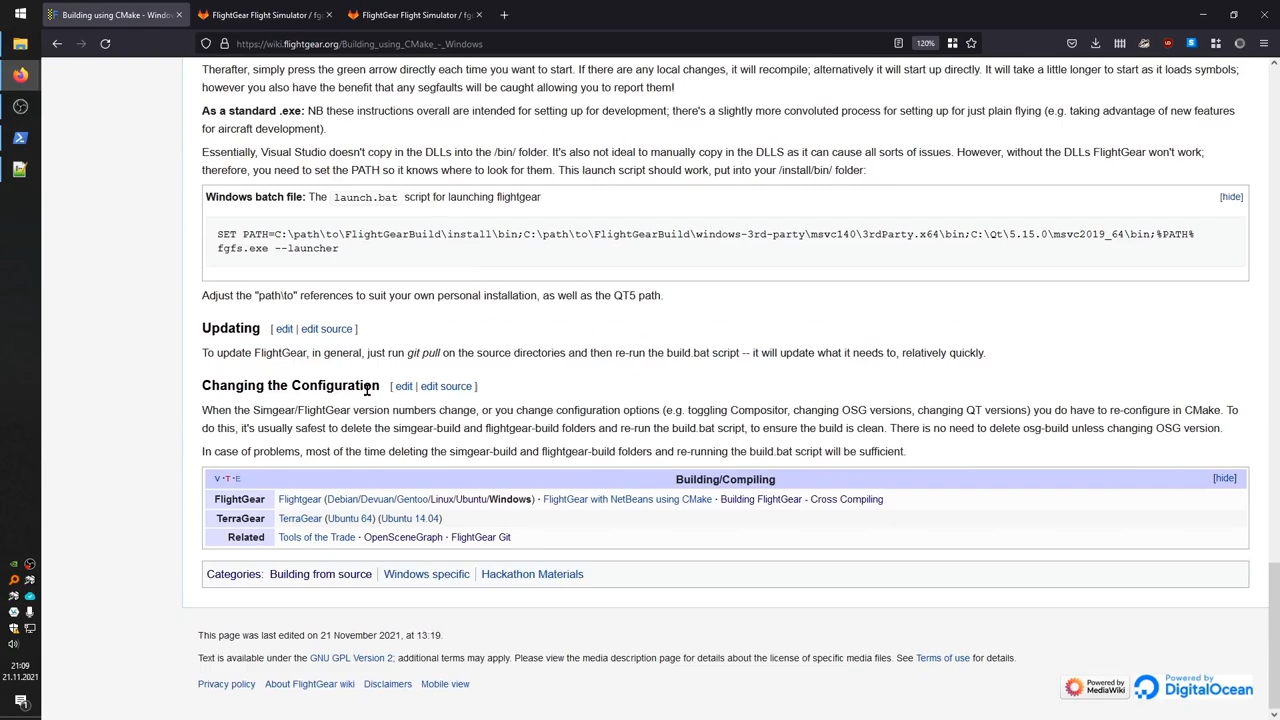 Building using CMake - Windo
FlightGear Flight Simulator / fg
FlightGear Flight Simulator / fg
https://wiki.flightgear.org/Building_using_CMake_-_Windows
120%
Therafter, simply press the green arrow directly each time you want to start. If there are any local changes, it will recompile; alternatively it will start up directly. It will take a little longer to start as it loads symbols;
however you also have the benefit that any segfaults will be caught allowing you to report them!
As a standard .exe: NB these instructions overall are intended for setting up for development; there's a slightly more convoluted process for setting up for just plain flying (e.g. taking advantage of new features
for aircraft development).
Essentially, Visual Studio doesn't copy in the DLLs into the /bin/ folder. It's also not ideal to manually copy in the DLLS as it can cause all sorts of issues. However, without the DLLs FlightGear won't work;
therefore, you need to set the PATH so it knows where to look for them. This launch script should work, put into your /install/bin/ folder:
Windows batch file: The launch.bat script for launching flightgear [hide]
SET PATH=C:\path\to\FlightGearBuild\install\bin;C:\path\to\FlightGearBuild\windows-3rd-party\msvc140\3rdParty.x64\bin;C:\Qt\5.15.0\msvc2019_64\bin;%PATH%
fgfs.exe --launcher
Adjust the "path\to" references to suit your own personal installation, as well as the QT5 path.
Updating [ edit | edit source ]
To update FlightGear, in general, just run git pull on the source directories and then re-run the build.bat script -- it will update what it needs to, relatively quickly.
Changing the Configuration [ edit | edit source ]
When the Simgear/FlightGear version numbers change, or you change configuration options (e.g. toggling Compositor, changing OSG versions, changing QT versions) you do have to re-configure in CMake. To
do this, it's usually safest to delete the simgear-build and flightgear-build folders and re-run the build.bat script, to ensure the build is clean. There is no need to delete osg-build unless changing OSG version.
In case of problems, most of the time deleting the simgear-build and flightgear-build folders and re-running the build.bat script will be sufficient.
V · T · E Building/Compiling [hide]
FlightGear Flightgear (Debian/Devuan/Gentoo/Linux/Ubuntu/Windows) · FlightGear with NetBeans using CMake · Building FlightGear - Cross Compiling
TerraGear TerraGear (Ubuntu 64) (Ubuntu 14.04)
Related Tools of the Trade · OpenSceneGraph · FlightGear Git
Categories: Building from source | Windows specific | Hackathon Materials
This page was last edited on 21 November 2021, at 13:19.
Text is available under the GNU GPL Version 2; additional terms may apply. Please view the media description page for details about the license of specific media files. See Terms of use for details.
Privacy policy About FlightGear wiki Disclaimers Mobile view
Powered by
MediaWiki
Powered by
DigitalOcean
21:09
21.11.2021